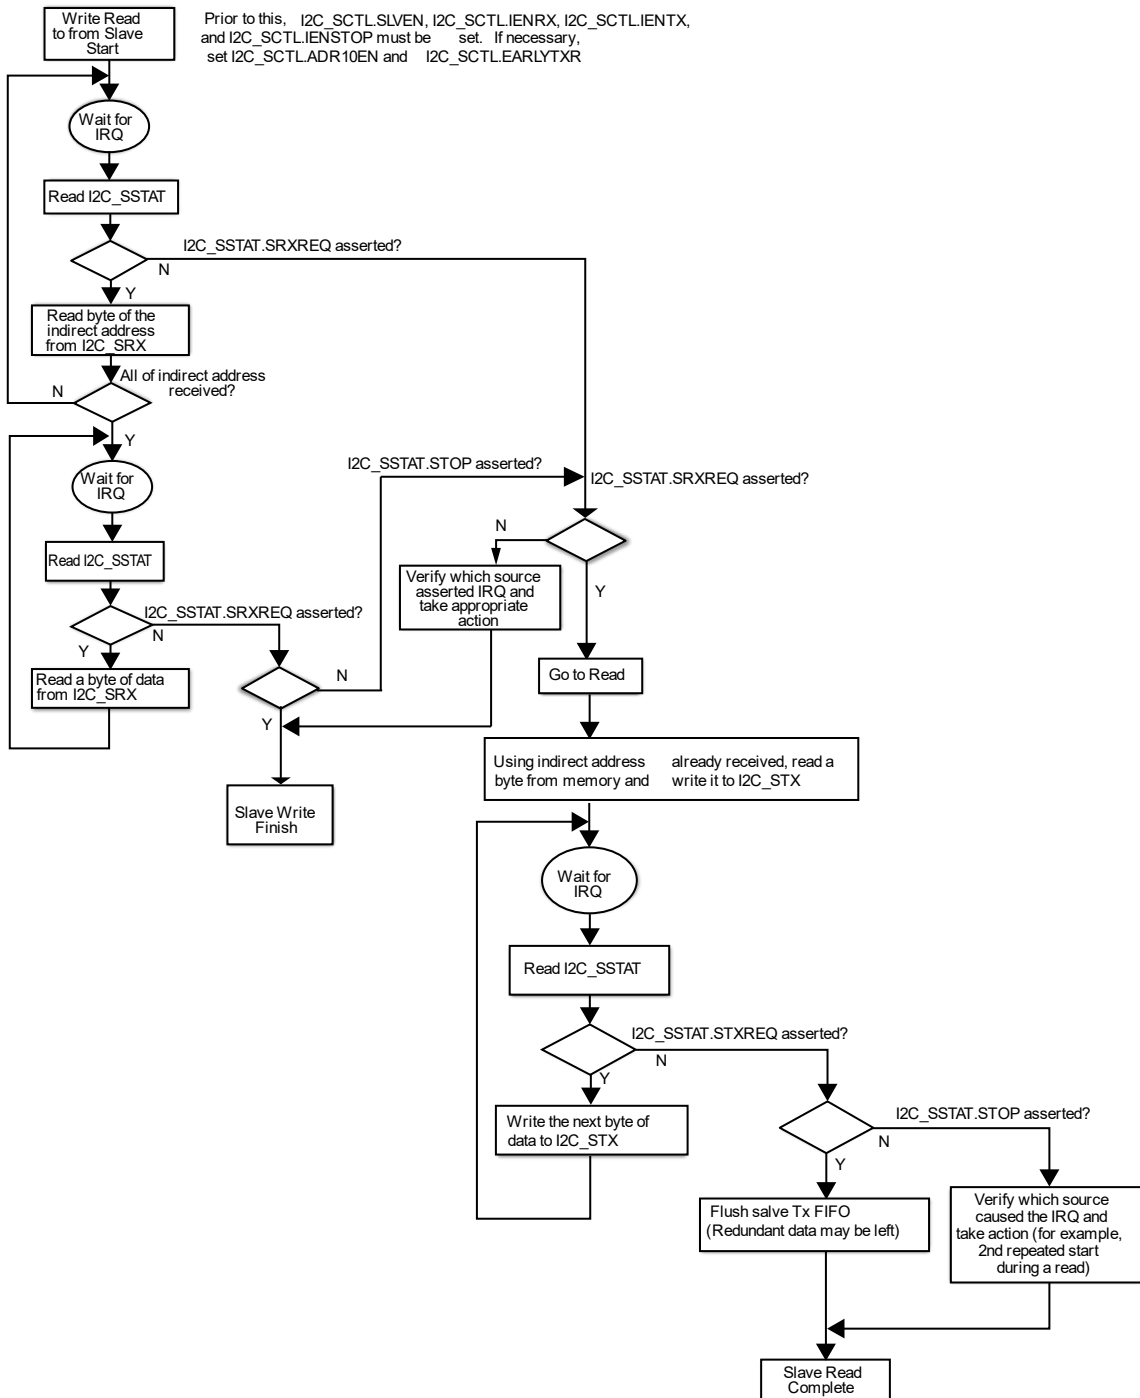 Write Read
to from Slave
Start
Prior to this, I2C_SCTL.SLVEN, I2C_SCTL.IENRX, I2C_SCTL.IENTX,
and I2C_SCTL.IENSTOP must be set. If necessary,
set I2C_SCTL.ADR10EN and I2C_SCTL.EARLYTXR
Wait for
IRQ
Read I2C_SSTAT
I2C_SSTAT.SRXREQ asserted?
N
Y
Read byte of the
indirect address
from I2C_SRX
All of indirect address
received?
N
Y
Wait for
IRQ
Read I2C_SSTAT
I2C_SSTAT.SRXREQ asserted?
N
Y
Read a byte of data
from I2C_SRX
I2C_SSTAT.STOP asserted?
N
Y
Slave Write
Finish
I2C_SSTAT.SRXREQ asserted?
N
Y
Verify which source
asserted IRQ and
take appropriate
action
Go to Read
Using indirect address already received, read a
byte from memory and write it to I2C_STX
Wait for
IRQ
Read I2C_SSTAT
I2C_SSTAT.STXREQ asserted?
N
Y
Write the next byte of
data to I2C_STX
I2C_SSTAT.STOP asserted?
N
Y
Flush salve Tx FIFO
(Redundant data may be left)
Verify which source
caused the IRQ and
take action (for example,
2nd repeated start
during a read)
Slave Read
Complete